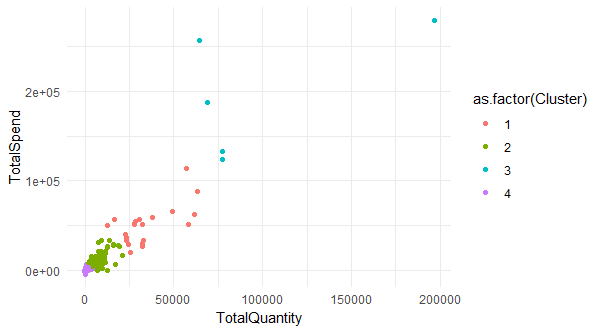 TotalSpend
2e+05
1e+05
0e+00
0
50000
100000
150000
200000
TotalQuantity
as.factor(Cluster)
1
2
3
4